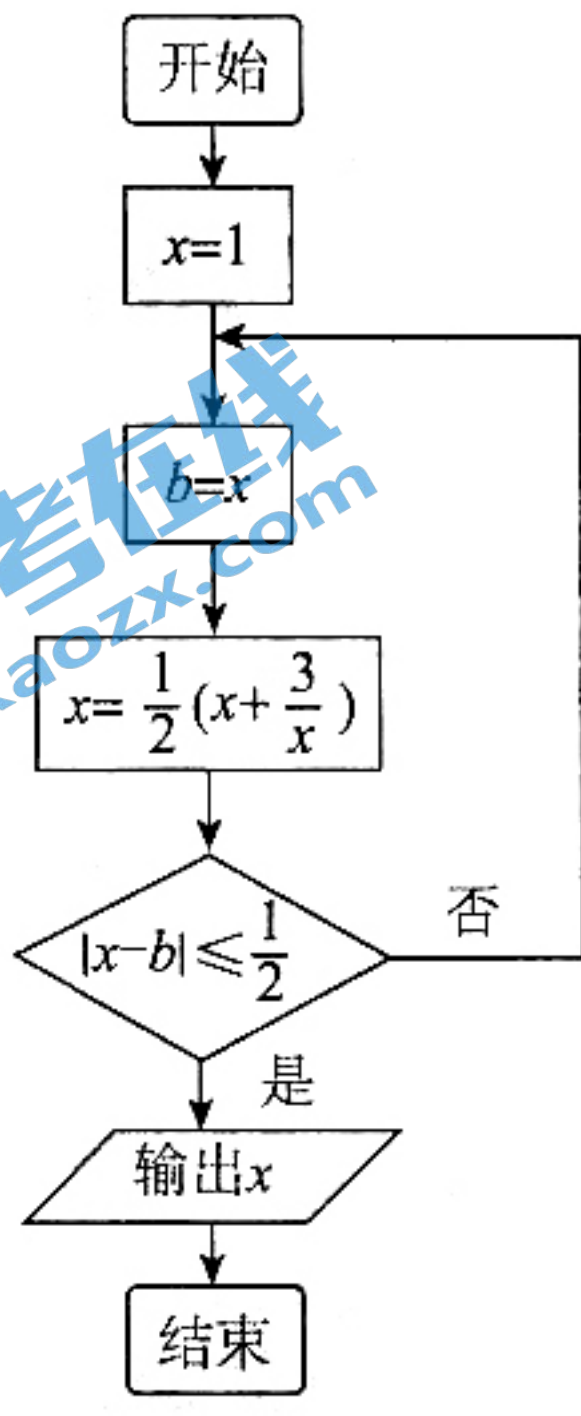 开始
x=1
b=x
x= 1/2 (x+ 3/x )
|x-b|≤ 1/2
否
是
输出x
结束
考在线
aozx.com